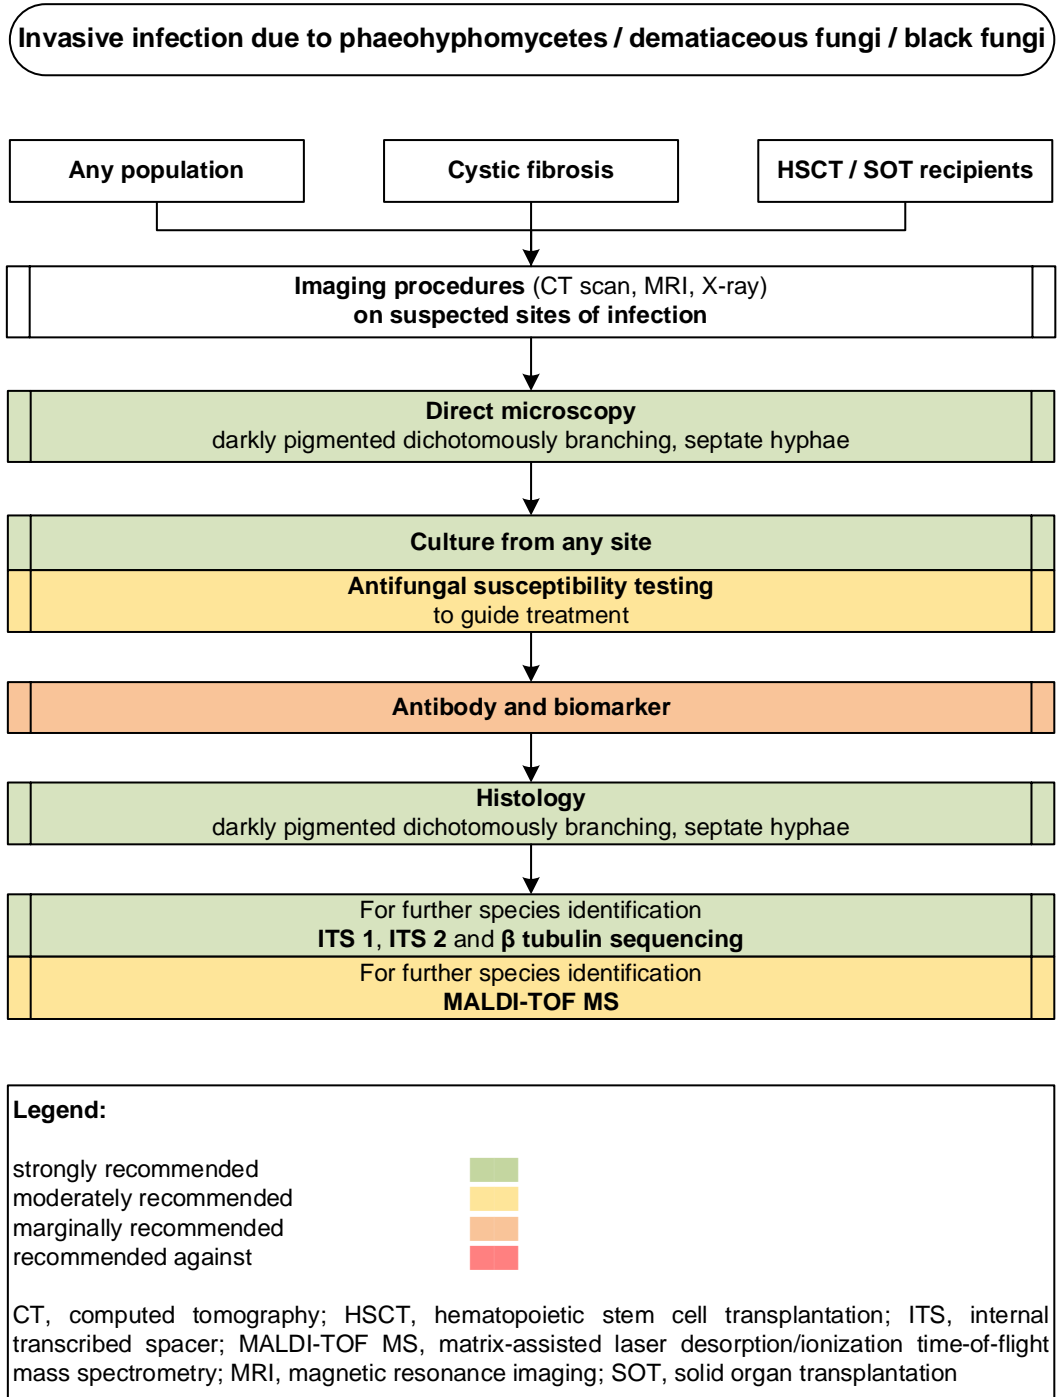 Invasive infection due to phaeohyphomycetes / dematiaceous fungi / black fungi
Any population
Cystic fibrosis
HSCT / SOT recipients
Imaging procedures (CT scan, MRI, X-ray)
on suspected sites of infection
Direct microscopy
darkly pigmented dichotomously branching, septate hyphae
Culture from any site
Antifungal susceptibility testing
to guide treatment
Antibody and biomarker
Histology
darkly pigmented dichotomously branching, septate hyphae
For further species identification
ITS 1, ITS 2 and β tubulin sequencing
For further species identification
MALDI-TOF MS
Legend:
strongly recommended
moderately recommended
marginally recommended
recommended against
CT, computed tomography; HSCT, hematopoietic stem cell transplantation; ITS, internal
transcribed spacer; MALDI-TOF MS, matrix-assisted laser desorption/ionization time-of-flight
mass spectrometry; MRI, magnetic resonance imaging; SOT, solid organ transplantation